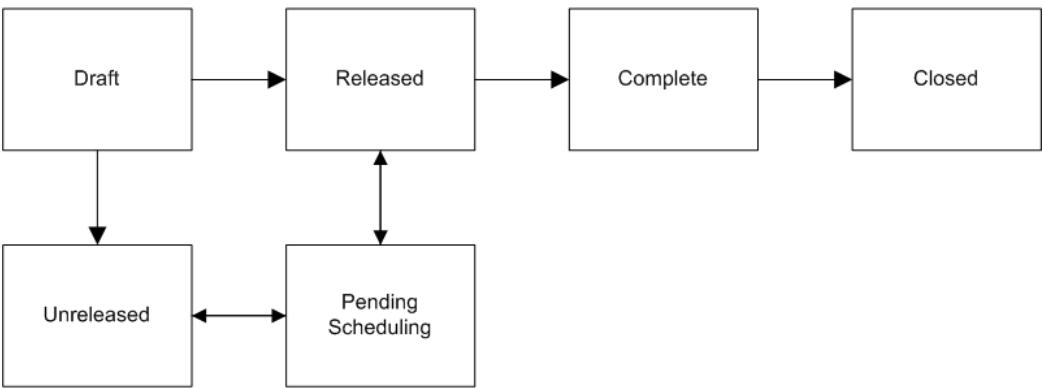 Draft
Released
Complete
Closed
Unreleased
Pending
Scheduling